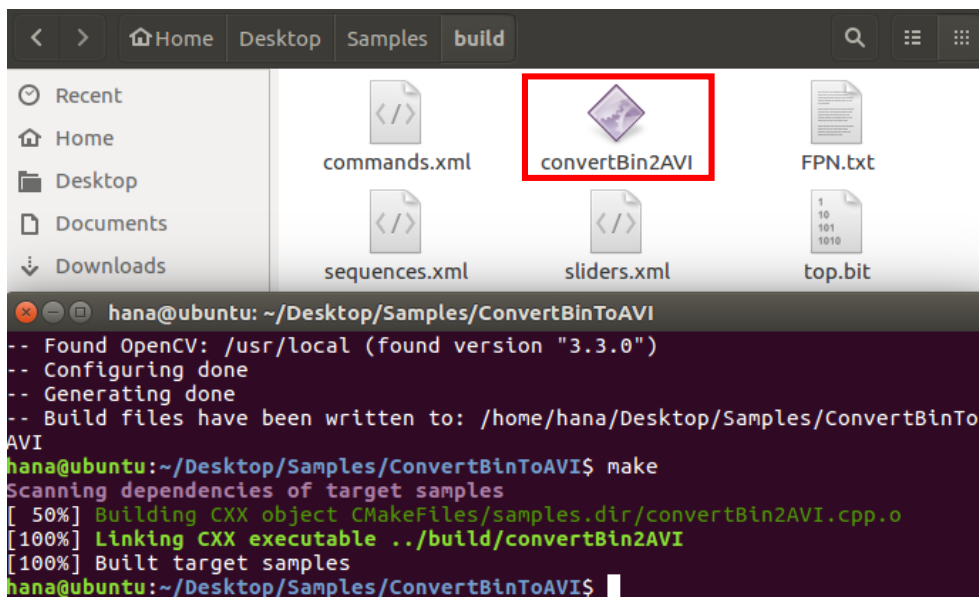 Home Desktop Samples build
Recent
Home
Desktop
Documents
Downloads
commands.xml convertBin2AVI FPN.txt
1
10
101
1010
sequences.xml sliders.xml top.bit
hana@ubuntu: ~/Desktop/Samples/ConvertBinToAVI
-- Found OpenCV: /usr/local (found version "3.3.0")
-- Configuring done
-- Generating done
-- Build files have been written to: /home/hana/Desktop/Samples/ConvertBinTo
AVI
hana@ubuntu:~/Desktop/Samples/ConvertBinToAVI$ make
Scanning dependencies of target samples
[ 50%] Building CXX object CMakeFiles/samples.dir/convertBin2AVI.cpp.o
[100%] Linking CXX executable ../build/convertBin2AVI
[100%] Built target samples
hana@ubuntu:~/Desktop/Samples/ConvertBinToAVI$